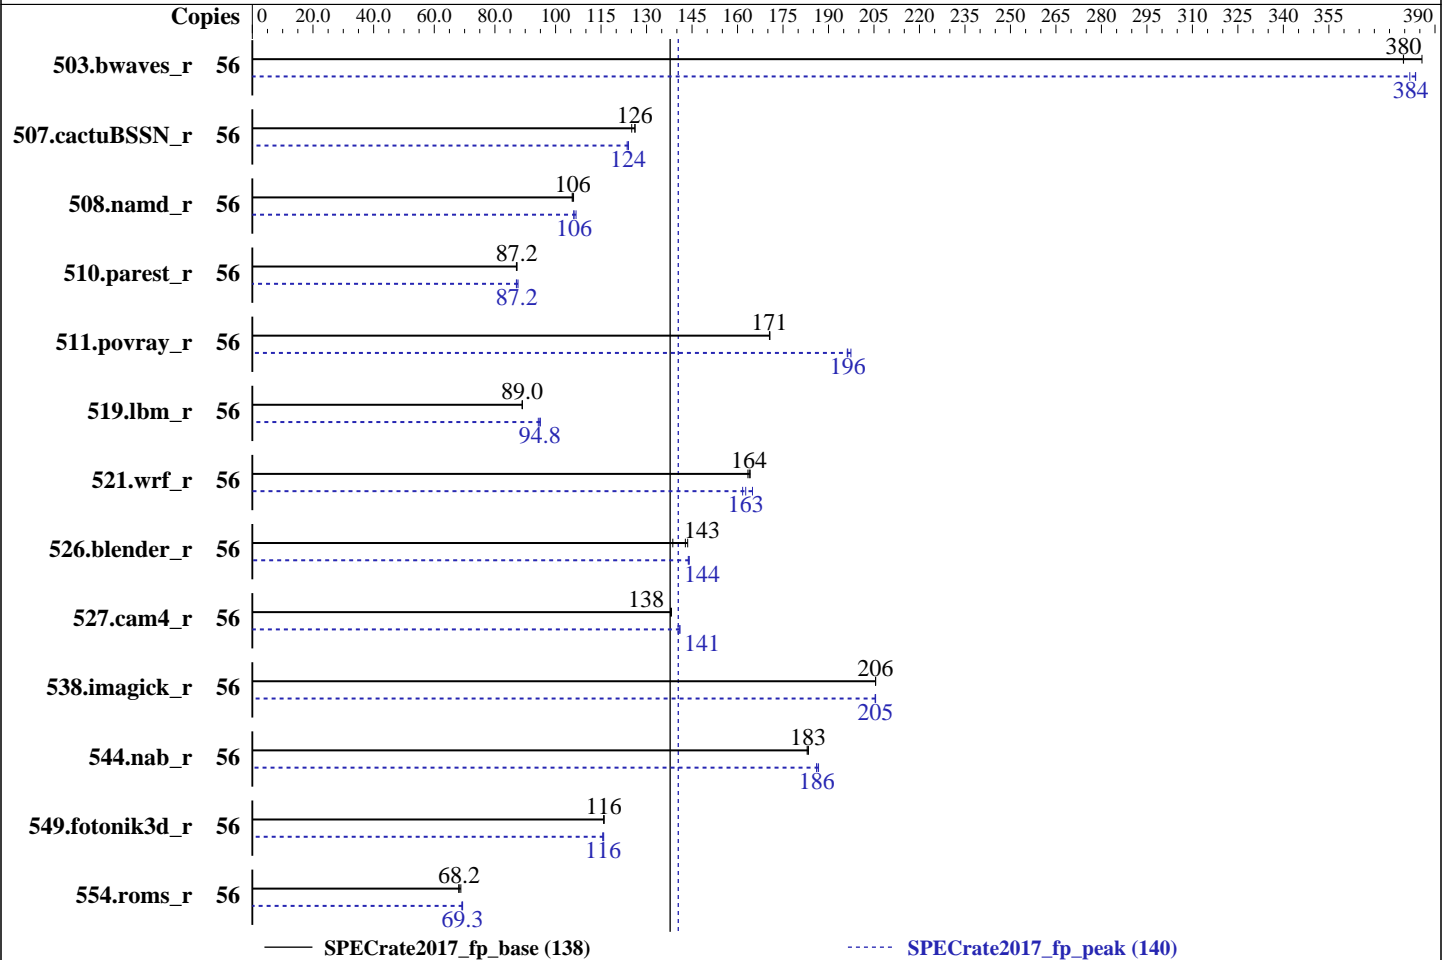 Copies 0 20.0 40.0 60.0 80.0 100 115 130 145 160 175 190 205 220 235 250 265 280 295 310 325 340 355 390
380
503.bwaves_r 56
384
126
507.cactuBSSN_r 56
124
106
508.namd_r 56
106
87.2
510.parest_r 56
87.2
171
511.povray_r 56
196
89.0
519.lbm_r 56
94.8
164
521.wrf_r 56
163
143
526.blender_r 56
144
138
527.cam4_r 56
141
206
538.imagick_r 56
205
183
544.nab_r 56
186
116
549.fotonik3d_r 56
116
68.2
554.roms_r 56
69.3
SPECrate2017_fp_base (138) SPECrate2017_fp_peak (140)